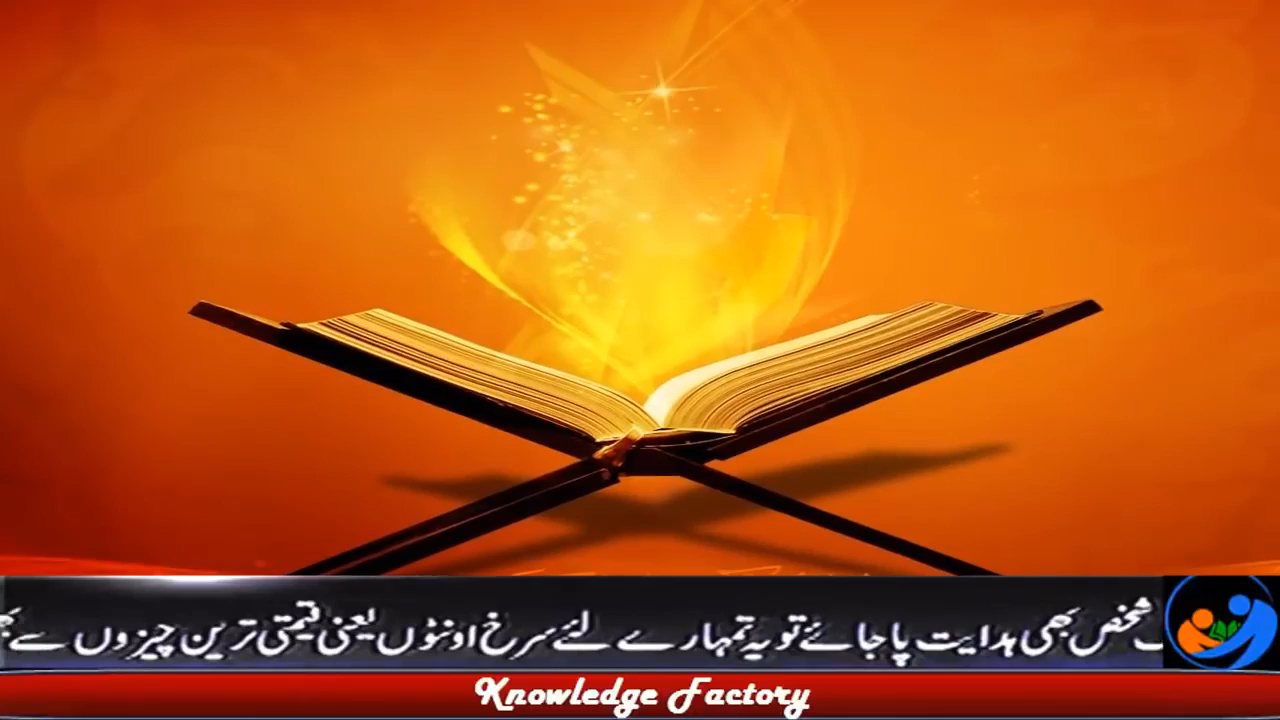 شخص بھی ہدایت پا جائے تو یہ تمہارے لئے سرخ اونٹوں یعنی قیمتی ترین چیزوں سے
Knowledge Factory